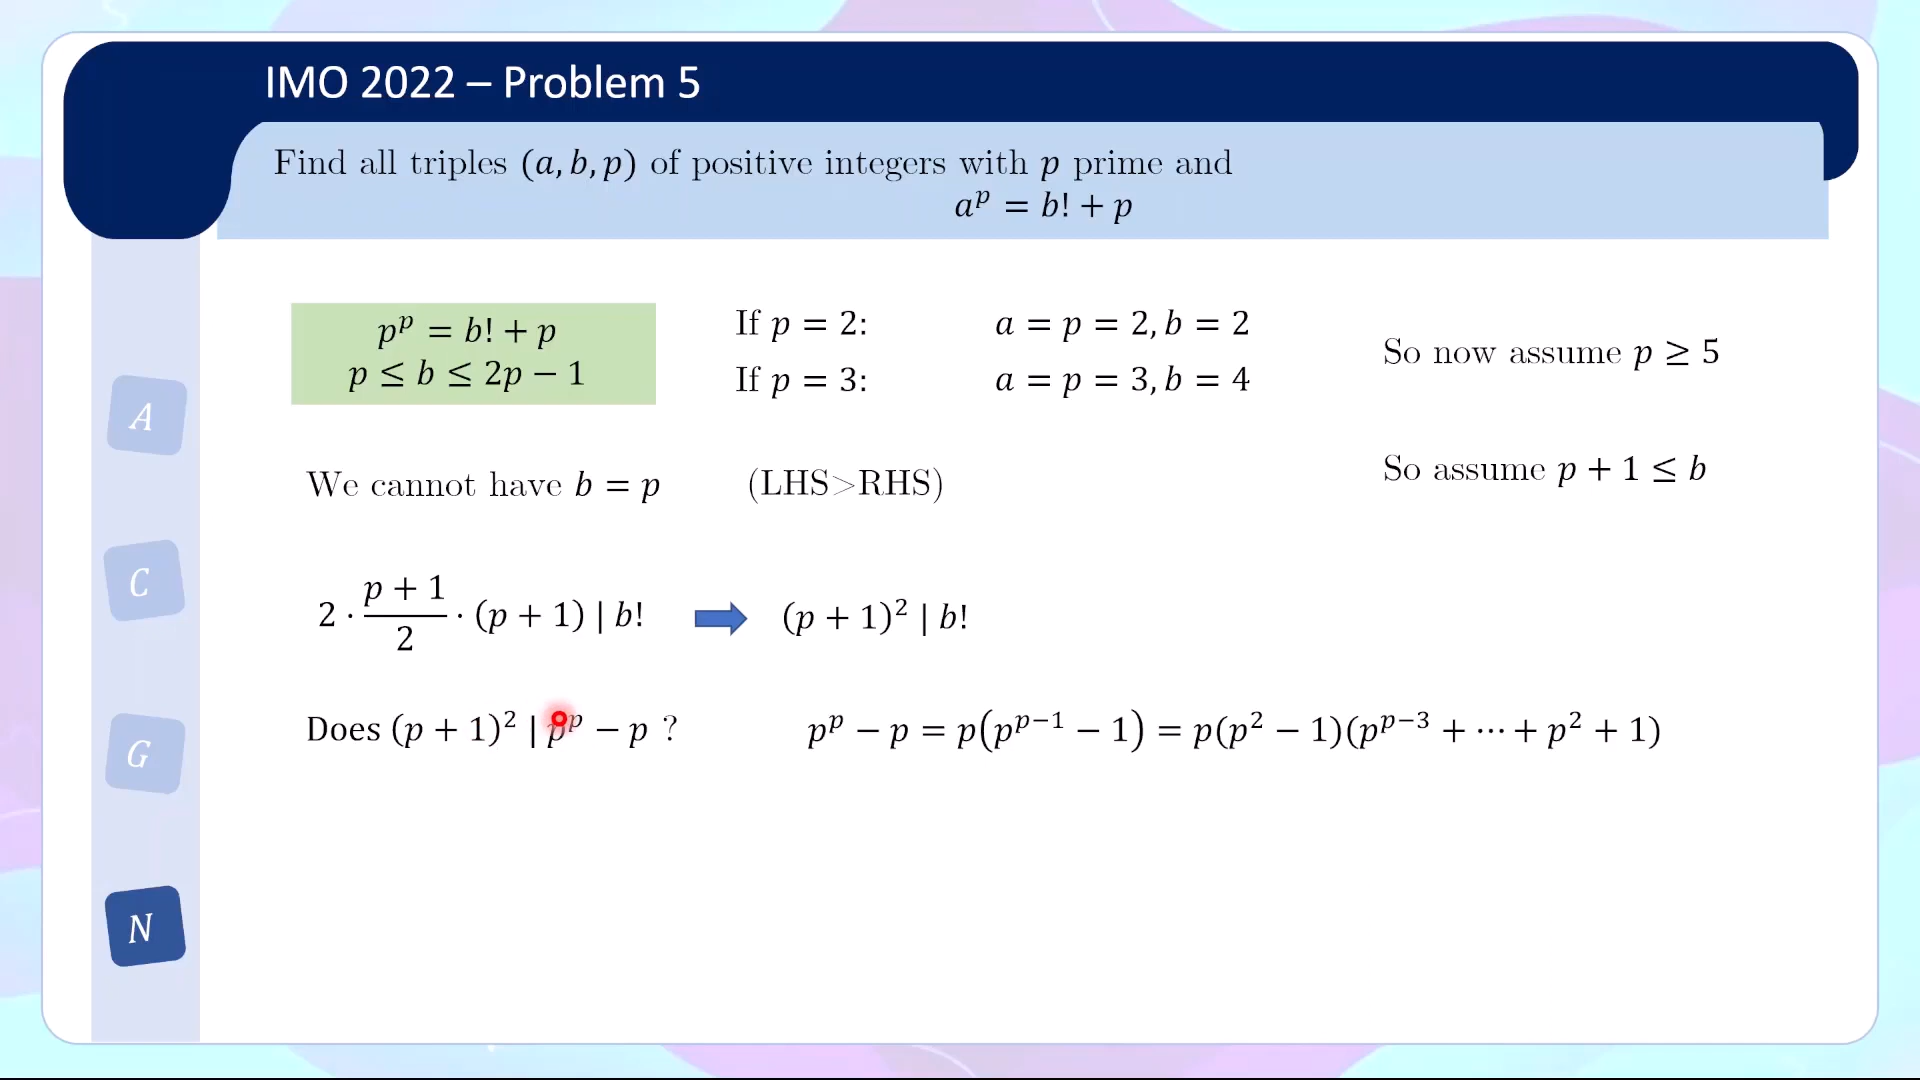 IMO 2022 – Problem 5
Find all triples (a, b, p) of positive integers with p prime and
a^p = b! + p
p^p = b! + p
p ≤ b ≤ 2p − 1
If p = 2: a = p = 2, b = 2
If p = 3: a = p = 3, b = 4
So now assume p ≥ 5
We cannot have b = p (LHS>RHS)
So assume p + 1 ≤ b
2 · (p + 1)/2 · (p + 1) | b! (p + 1)² | b!
Does (p + 1)² | p^p − p ? p^p − p = p(p^{p−1} − 1) = p(p² − 1)(p^{p−3} + ⋯ + p² + 1)
A
C
G
N